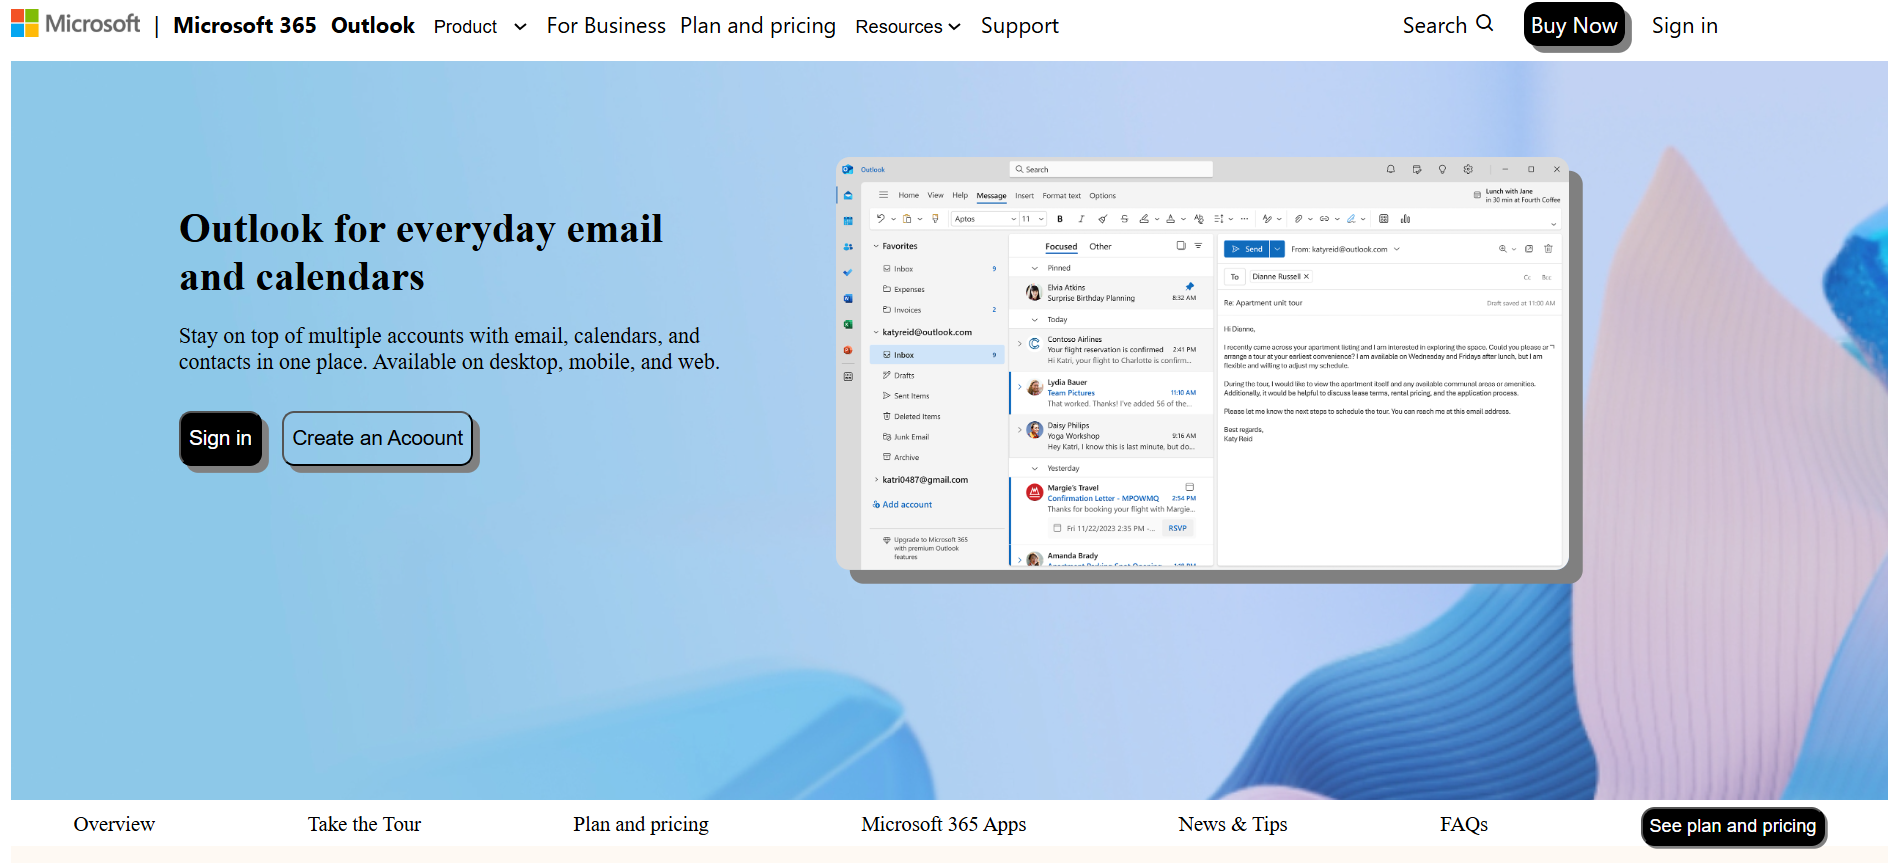 Microsoft | Microsoft 365 Outlook Product For Business Plan and pricing Resources Support Search Buy Now Sign in
Outlook for everyday email
and calendars
Stay on top of multiple accounts with email, calendars, and
contacts in one place. Available on desktop, mobile, and web.
Sign in Create an Acoount
Outlook Search
Home View Help Message Insert Format text Options
Lunch with Jane
in 30 min at Fourth Coffee
Aptos 11
Favorites
Inbox 9
Expenses
Invoices 2
katyreid@outlook.com
Inbox 9
Drafts
Sent Items
Deleted Items
Junk Email
Archive
katri0487@gmail.com
Add account
Upgrade to Microsoft 365
with premium Outlook
features
Focused Other
Pinned
Elvia Atkins
Surprise Birthday Planning 8:32 AM
Today
Contoso Airlines
Your flight reservation is confirmed 2:41 PM
Hi Katri, your flight to Charlotte is confirm...
Lydia Bauer
Team Pictures 11:10 AM
That worked. Thanks! I've added 56 of the...
Daisy Philips
Yoga Workshop 9:16 AM
Hey Katri, I know this is last minute, but do...
Yesterday
Margie's Travel
Confirmation Letter - MPOWMQ 2:54 PM
Thanks for booking your flight with Margie...
Fri 11/22/2023 2:35 PM -... RSVP
Amanda Brady
Send From: katyreid@outlook.com
To Dianne Russell Cc Bcc
Re: Apartment unit tour Draft saved at 11:00 AM
Hi Dianne,
I recently came across your apartment listing and I am interested in exploring the space. Could you please
arrange a tour at your earliest convenience? I am available on Wednesday and Fridays after lunch, but I am
flexible and willing to adjust my schedule.
During the tour, I would like to view the apartment itself and any available communal areas or amenities.
Additionally, it would be helpful to discuss lease terms, rental pricing, and the application process.
Please let me know the next steps to schedule the tour. You can reach me at this email address.
Best regards,
Katy Reid
Overview Take the Tour Plan and pricing Microsoft 365 Apps News & Tips FAQs See plan and pricing